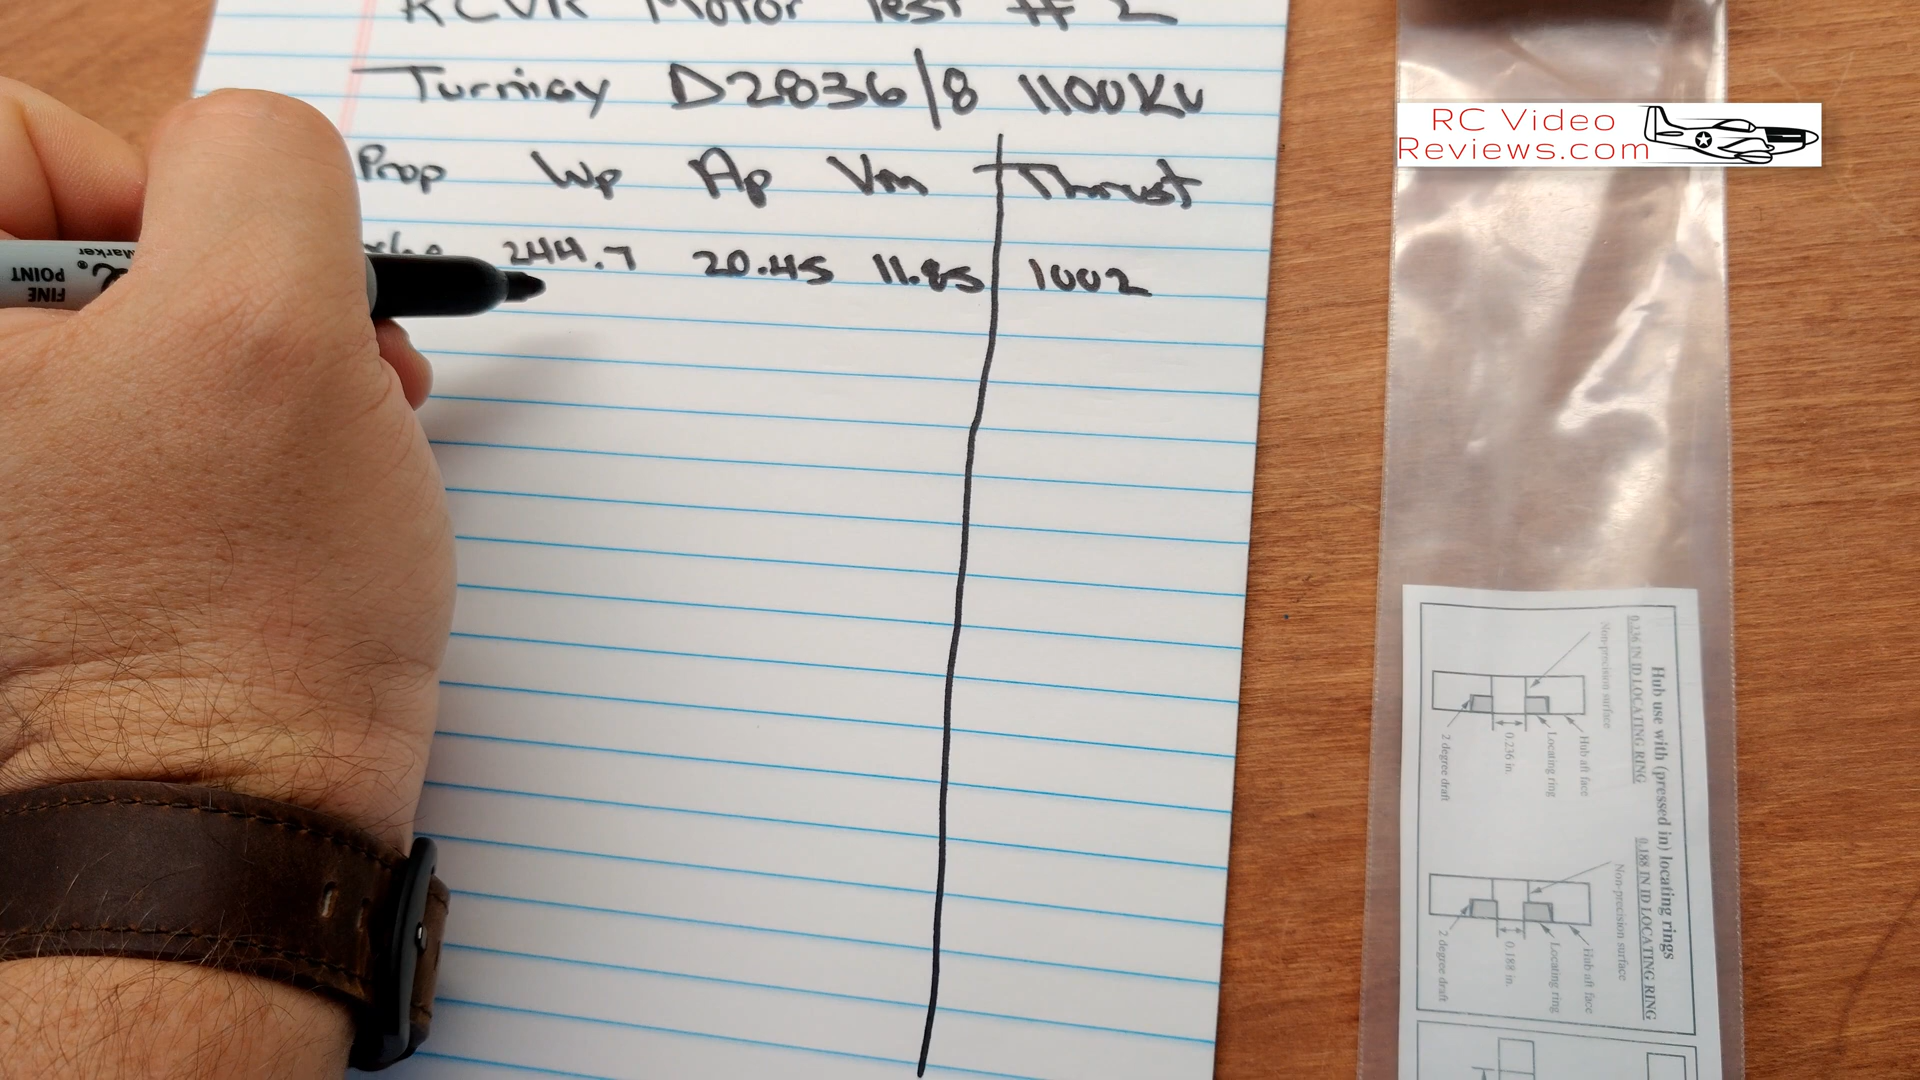 RCVR Motor Test # 2
Turnigy D2836/8 1100Kv
Prop Wp Ap Vm Thrust
244.7 20.45 11.85 1002
FINE
POINT
Marker
RC Video
Reviews.com
Hub use with (pressed in) locating rings
0.236 IN ID LOCATING RING
Non-precision surface
Hub aft face
Locating ring
0.236 in.
2 degree draft
0.188 IN ID LOCATING RING
Non-precision surface
Hub aft face
Locating ring
0.188 in.
2 degree draft